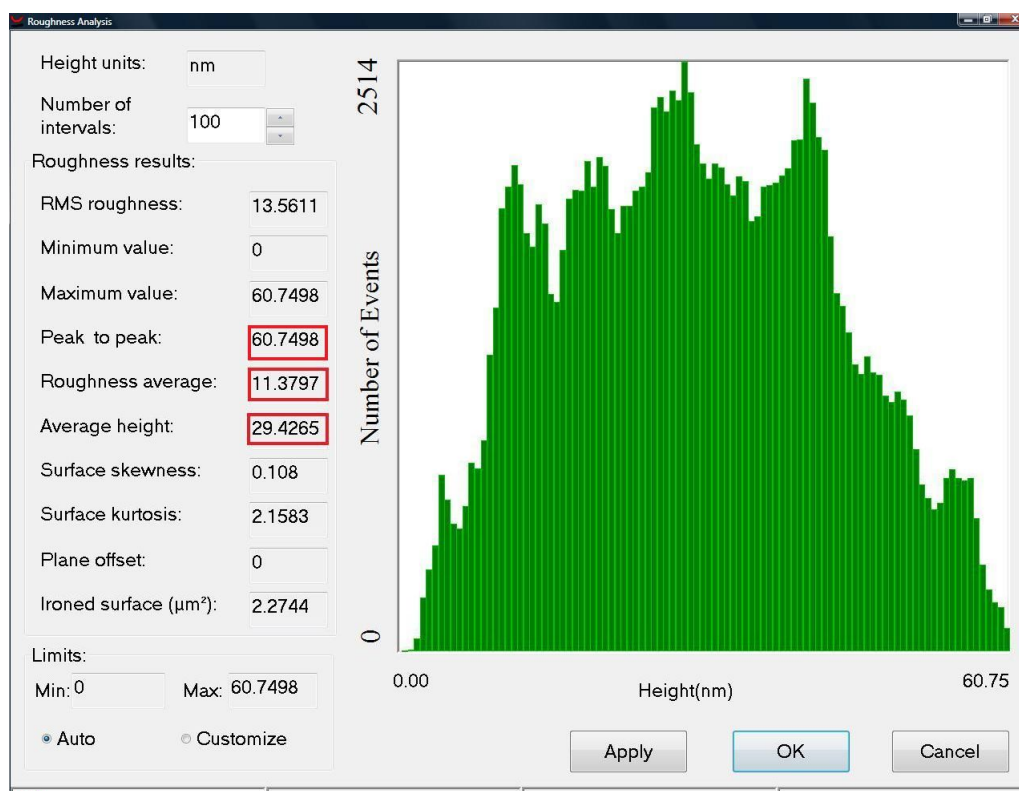 Roughness Analysis
Height units: nm
Number of
intervals: 100
Roughness results:
RMS roughness: 13.5611
Minimum value: 0
Maximum value: 60.7498
Peak to peak: 60.7498
Roughness average: 11.3797
Average height: 29.4265
Surface skewness: 0.108
Surface kurtosis: 2.1583
Plane offset: 0
Ironed surface (µm²): 2.2744
Limits:
Min: 0 Max: 60.7498
Auto Customize
2514
Number of Events
0
0.00 Height(nm) 60.75
Apply OK Cancel